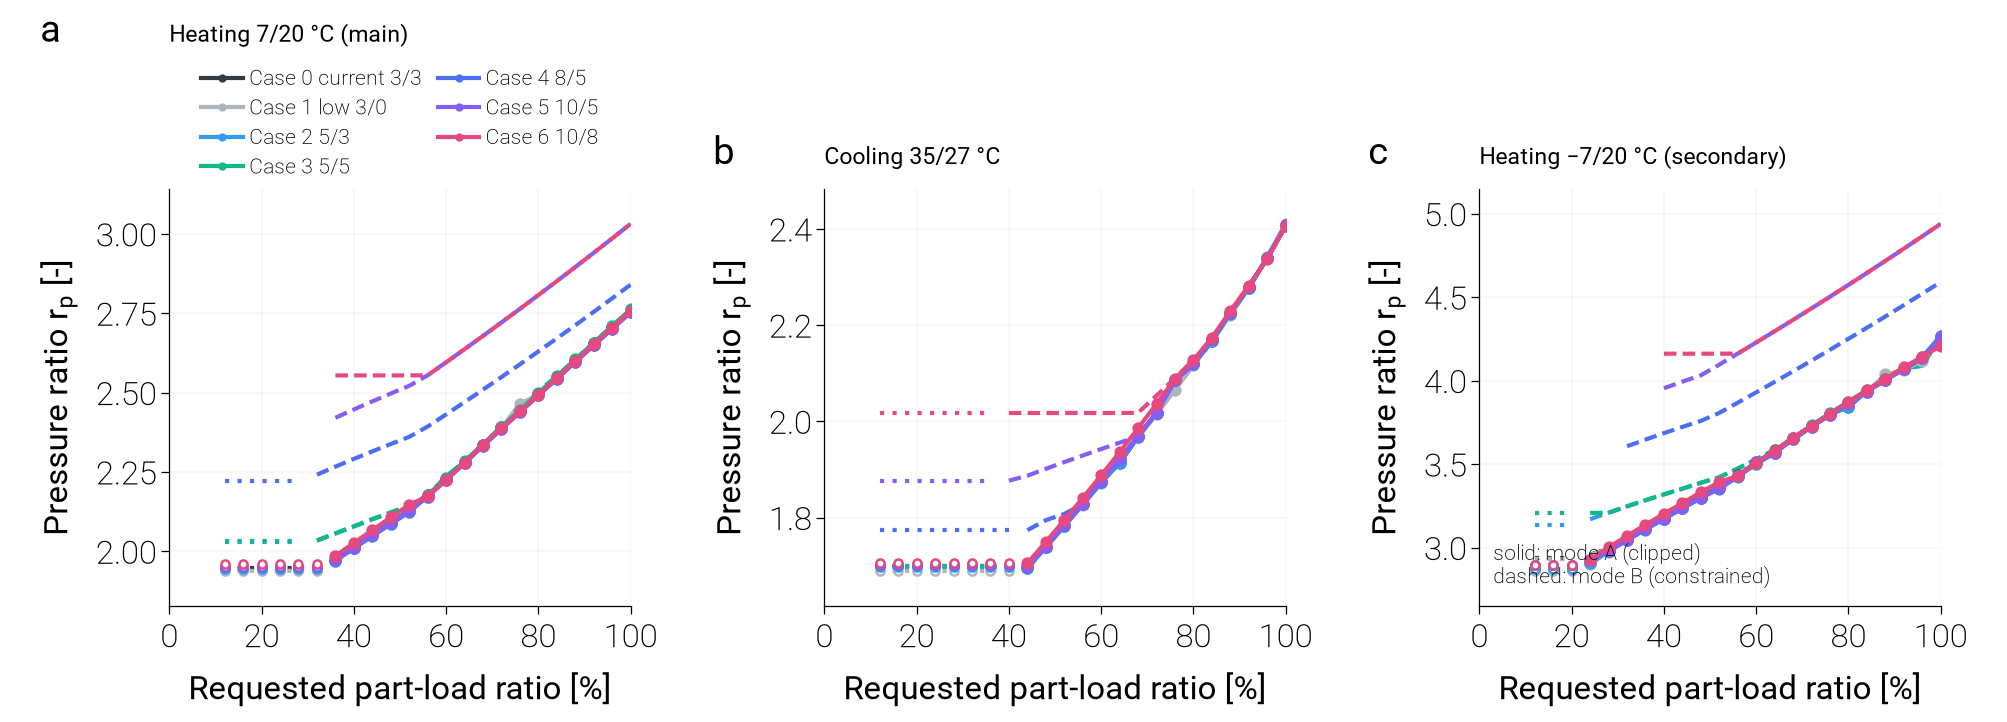 a
Heating 7/20 °C (main)
Case 0 current 3/3
Case 1 low 3/0
Case 2 5/3
Case 3 5/5
Case 4 8/5
Case 5 10/5
Case 6 10/8
3.00
2.75
2.50
2.25
2.00
Pressure ratio rp [-]
0 20 40 60 80 100
Requested part-load ratio [%]
b
Cooling 35/27 °C
2.4
2.2
2.0
1.8
Pressure ratio rp [-]
0 20 40 60 80 100
Requested part-load ratio [%]
c
Heating −7/20 °C (secondary)
5.0
4.5
4.0
3.5
3.0
Pressure ratio rp [-]
solid: mode A (clipped)
dashed: mode B (constrained)
0 20 40 60 80 100
Requested part-load ratio [%]